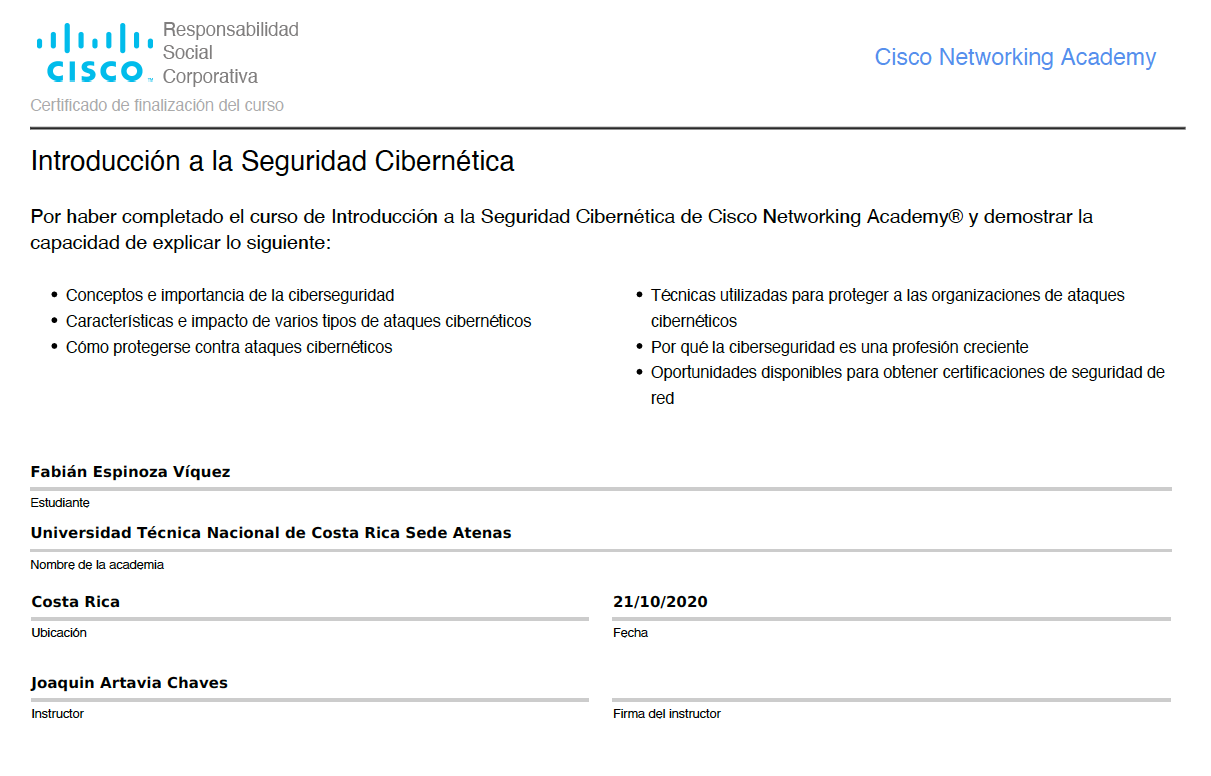 Responsabilidad
Social
Corporativa
CISCO™
Cisco Networking Academy
Certificado de finalización del curso
Introducción a la Seguridad Cibernética
Por haber completado el curso de Introducción a la Seguridad Cibernética de Cisco Networking Academy® y demostrar la
capacidad de explicar lo siguiente:
• Conceptos e importancia de la ciberseguridad
• Características e impacto de varios tipos de ataques cibernéticos
• Cómo protegerse contra ataques cibernéticos
• Técnicas utilizadas para proteger a las organizaciones de ataques
cibernéticos
• Por qué la ciberseguridad es una profesión creciente
• Oportunidades disponibles para obtener certificaciones de seguridad de
red
Fabián Espinoza Víquez
Estudiante
Universidad Técnica Nacional de Costa Rica Sede Atenas
Nombre de la academia
Costa Rica
Ubicación
21/10/2020
Fecha
Joaquin Artavia Chaves
Instructor
Firma del instructor